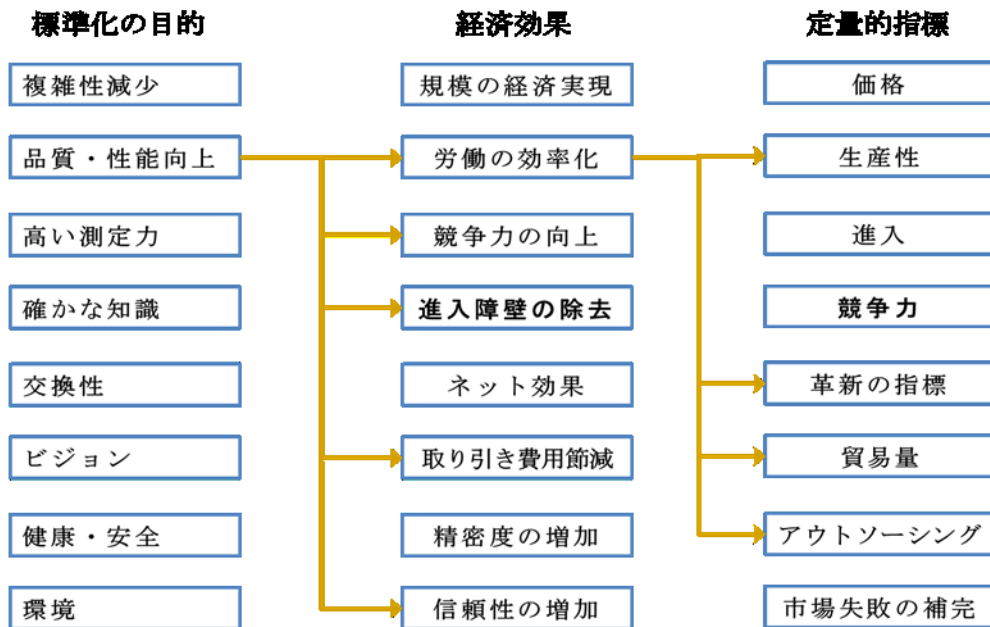 標準化の目的
経済効果
定量的指標
複雑性減少
規模の経済実現
価格
品質・性能向上
労働の効率化
生産性
高い測定力
競争力の向上
進入
確かな知識
進入障壁の除去
競争力
交換性
ネット効果
革新の指標
ビジョン
取り引き費用節減
貿易量
健康・安全
精密度の増加
アウトソーシング
環境
信頼性の増加
市場失敗の補完